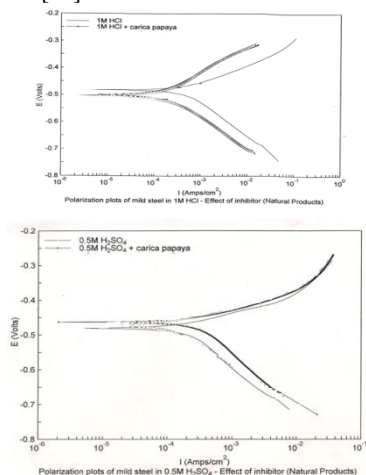 1M HCl
1M HCl + carica papaya
-0.2
-0.3
-0.4
-0.5
-0.6
-0.7
-0.8
E (Volts)
10-6 10-5 10-4 10-3 10-2 10-1 100
I (Amps/cm2)
Polarization plots of mild steel in 1M HCl - Effect of inhibitor (Natural Products)
0.5M H2SO4
0.5M H2SO4 + carica papaya
-0.2
-0.3
-0.4
-0.5
-0.6
-0.7
-0.8
E (Volts)
10-6 10-5 10-4 10-3 10-2 10-1
I (Amps/cm2)
Polarization plots of mild steel in 0.5M H2SO4 - Effect of inhibitor (Natural Products)